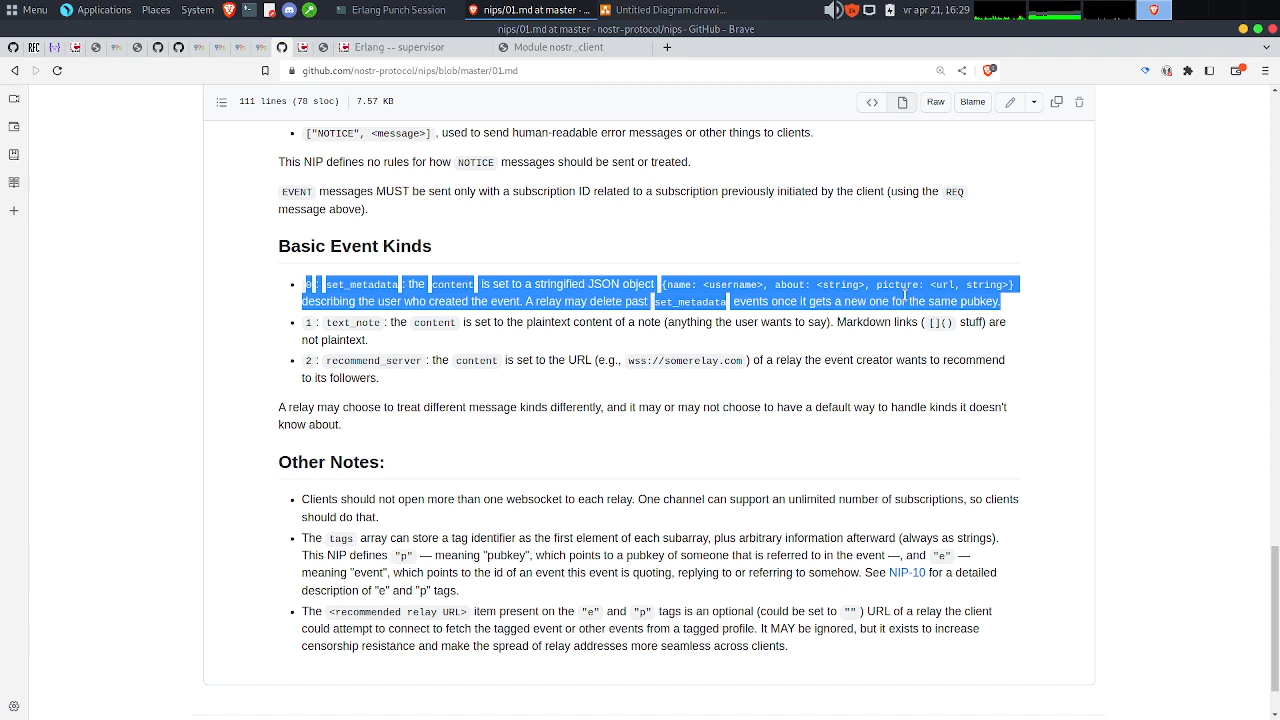 Menu Applications Places System Erlang PunchSession nips/01.md at master - ... Untitled Diagram.drawi... vr apr 21, 16:29
nips/01.md at master · nostr-protocol/nips · GitHub - Brave
Erlang -- supervisor Module nostr_client
github.com/nostr-protocol/nips/blob/master/01.md
111 lines (78 sloc) 7.57 KB Raw Blame
["NOTICE", <message>] , used to send human-readable error messages or other things to clients.
This NIP defines no rules for how NOTICE messages should be sent or treated.
EVENT messages MUST be sent only with a subscription ID related to a subscription previously initiated by the client (using the REQ
message above).
Basic Event Kinds
0 : set_metadata : the content is set to a stringified JSON object {name: <username>, about: <string>, picture: <url, string>}
describing the user who created the event. A relay may delete past set_metadata events once it gets a new one for the same pubkey.
1 : text_note : the content is set to the plaintext content of a note (anything the user wants to say). Markdown links ( []() stuff) are
not plaintext.
2 : recommend_server : the content is set to the URL (e.g., wss://somerelay.com ) of a relay the event creator wants to recommend
to its followers.
A relay may choose to treat different message kinds differently, and it may or may not choose to have a default way to handle kinds it doesn't
know about.
Other Notes:
Clients should not open more than one websocket to each relay. One channel can support an unlimited number of subscriptions, so clients
should do that.
The tags array can store a tag identifier as the first element of each subarray, plus arbitrary information afterward (always as strings).
This NIP defines "p" — meaning "pubkey", which points to a pubkey of someone that is referred to in the event —, and "e" —
meaning "event", which points to the id of an event this event is quoting, replying to or referring to somehow. See NIP-10 for a detailed
description of "e" and "p" tags.
The <recommended relay URL> item present on the "e" and "p" tags is an optional (could be set to "" ) URL of a relay the client
could attempt to connect to fetch the tagged event or other events from a tagged profile. It MAY be ignored, but it exists to increase
censorship resistance and make the spread of relay addresses more seamless across clients.